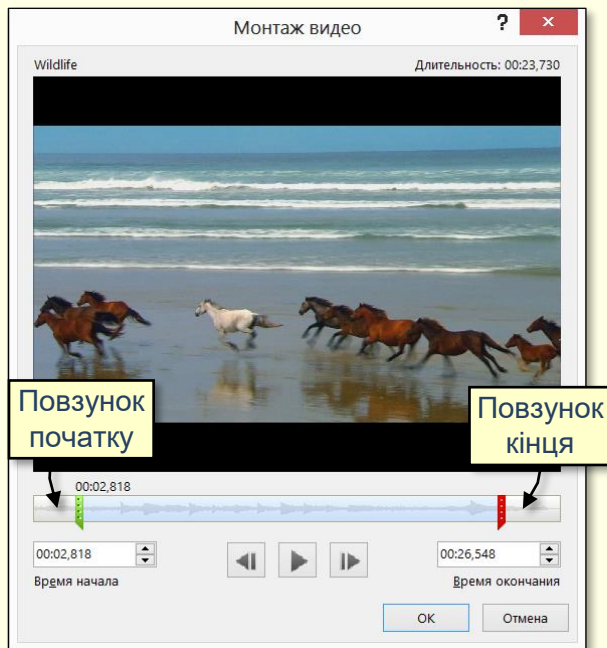 Монтаж видео
?
×
Wildlife
Длительность: 00:23,730
Повзунок
початку
Повзунок
кінця
00:02,818
00:02,818
00:26,548
Время начала
Время окончания
ОК
Отмена